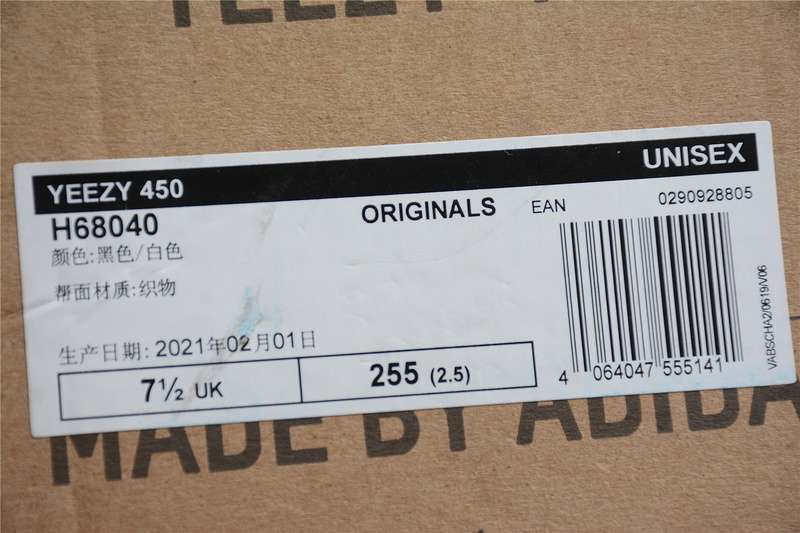 YEEZY
YEEZY 450 UNISEX
H68040 ORIGINALS EAN 0290928805
颜色:黑色/白色
帮面材质:织物
生产日期:2021年02月01日
7½ UK 255 (2.5)
4 064047 555141
VABSCHA2/0619/V06
MADE BY ADIDA